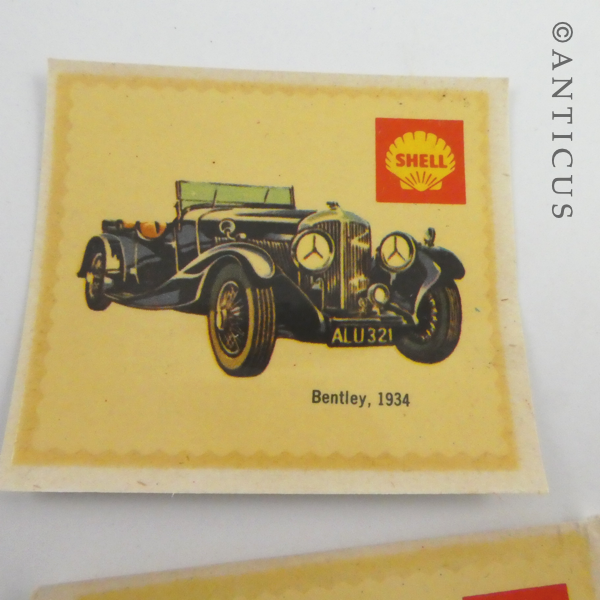 ©ANTICUS
SHELL
ALU 321
Bentley, 1934